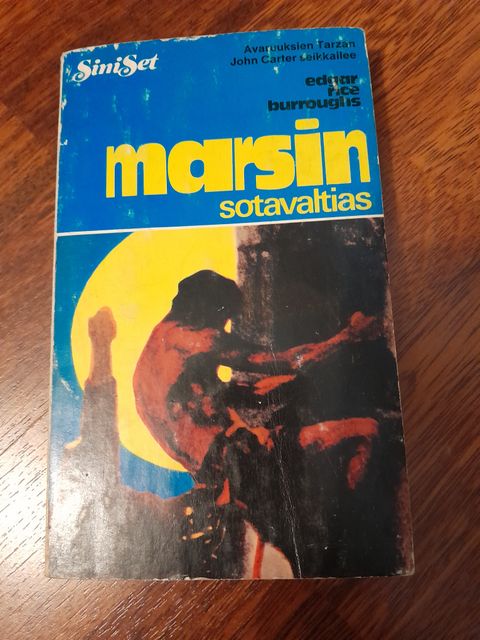 SiniSet
Avaruuksien Tarzan
John Carter seikkailee
edgar
rice
burroughs
marsin
sotavaltias